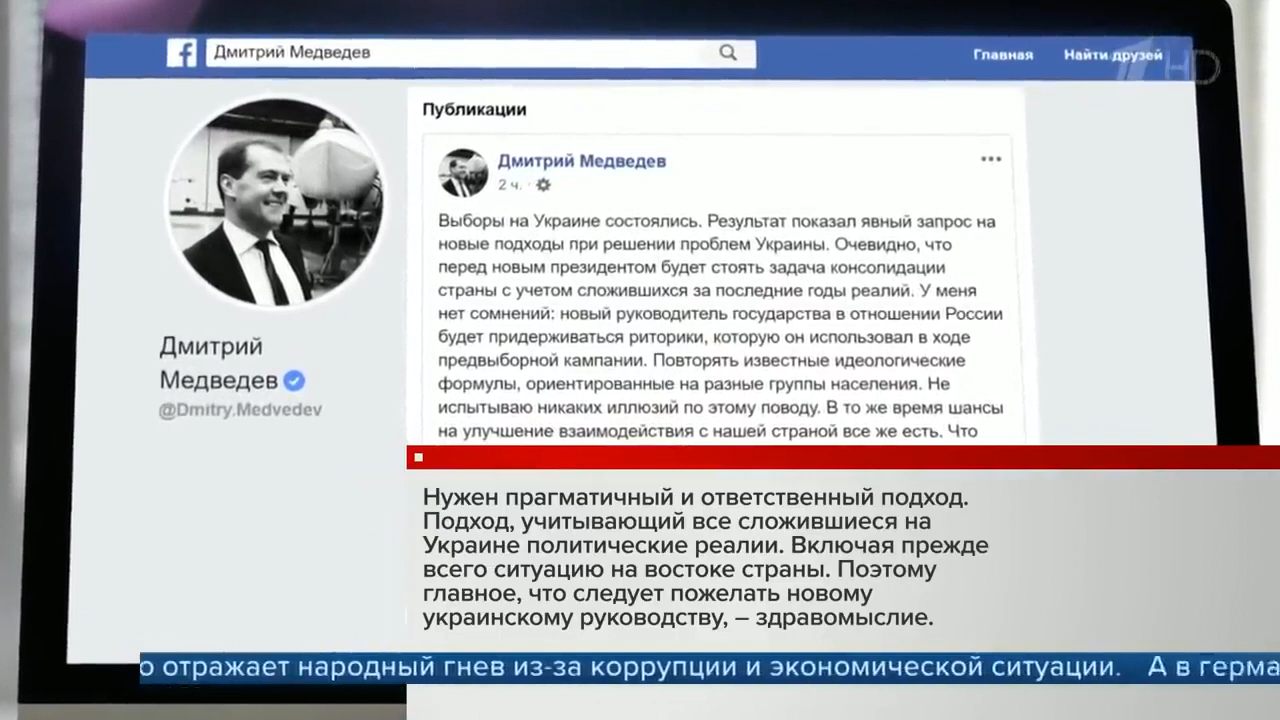 Дмитрий Медведев
Главная
Найти друзей
HD
Публикации
Дмитрий Медведев
2 ч. ·
Выборы на Украине состоялись. Результат показал явный запрос на
новые подходы при решении проблем Украины. Очевидно, что
перед новым президентом будет стоять задача консолидации
страны с учетом сложившихся за последние годы реалий. У меня
нет сомнений: новый руководитель государства в отношении России
будет придерживаться риторики, которую он использовал в ходе
предвыборной кампании. Повторять известные идеологические
формулы, ориентированные на разные группы населения. Не
испытываю никаких иллюзий по этому поводу. В то же время шансы
на улучшение взаимодействия с нашей страной все же есть. Что
Дмитрий
Медведев
@Dmitry.Medvedev
Нужен прагматичный и ответственный подход.
Подход, учитывающий все сложившиеся на
Украине политические реалии. Включая прежде
всего ситуацию на востоке страны. Поэтому
главное, что следует пожелать новому
украинскому руководству, – здравомыслие.
о отражает народный гнев из-за коррупции и экономической ситуации. А в герма